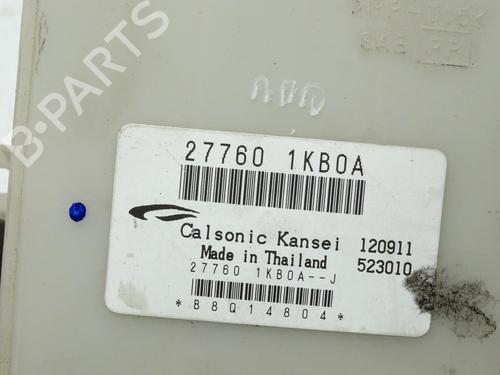 B-PARTS
27760 1KB0A
Calsonic Kansei 120911
Made in Thailand 523010
27760 1KB0A--J
*B8Q14804*